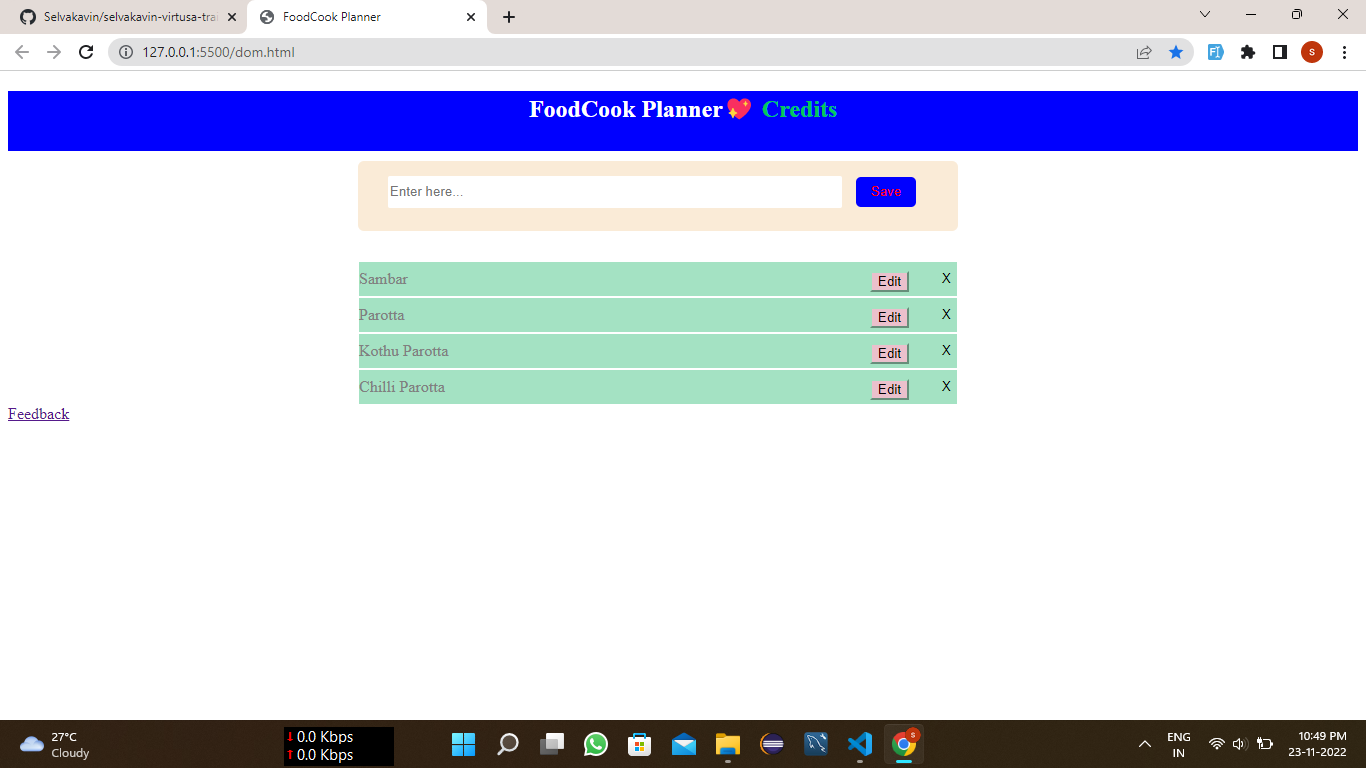 Selvakavin/selvakavin-virtusa-trai
FoodCook Planner
127.0.0.1:5500/dom.html
s
FoodCook Planner💖 Credits
Enter here...
Save
Sambar Edit X
Parotta Edit X
Kothu Parotta Edit X
Chilli Parotta Edit X
Feedback
27°C
Cloudy
0.0 Kbps
0.0 Kbps
s
ENG
IN
10:49 PM
23-11-2022